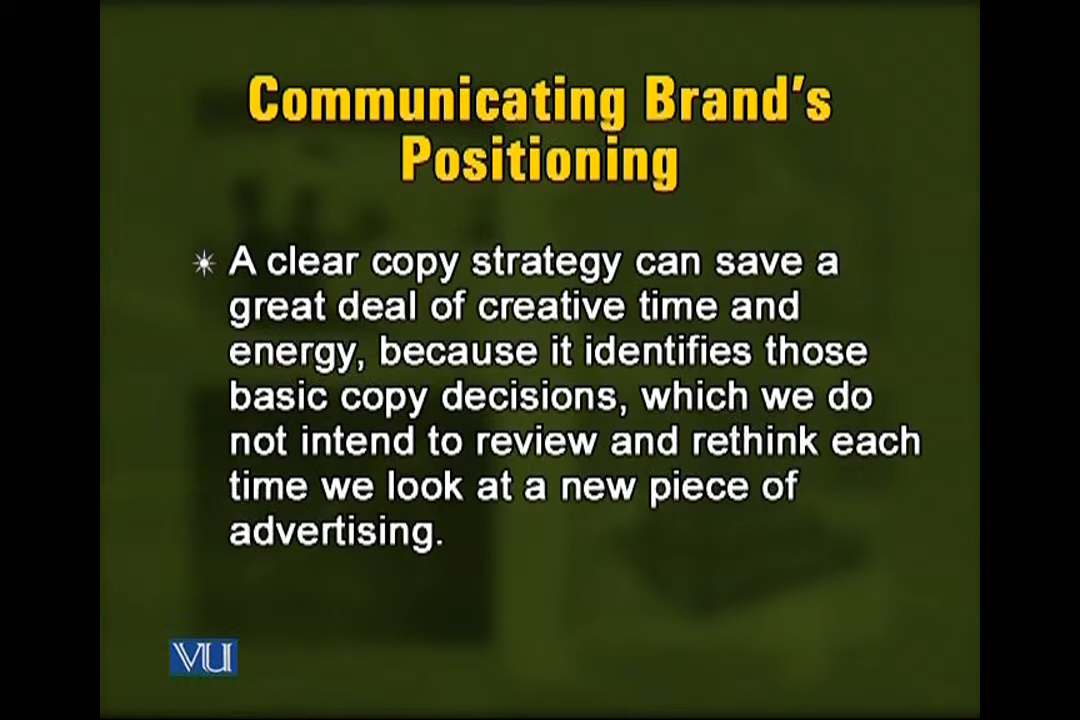 Communicating Brand's
Positioning
A clear copy strategy can save a
great deal of creative time and
energy, because it identifies those
basic copy decisions, which we do
not intend to review and rethink each
time we look at a new piece of
advertising.
VU